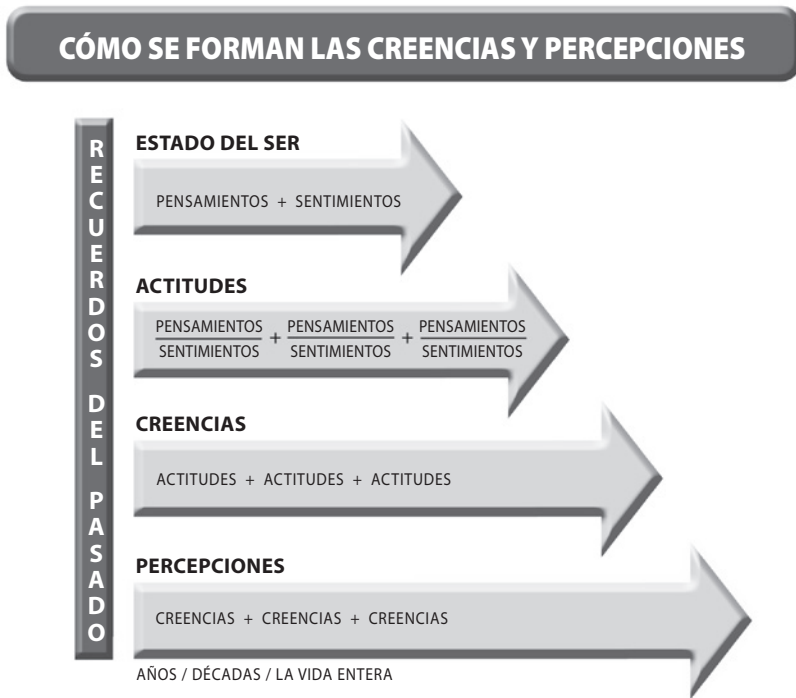 CÓMO SE FORMAN LAS CREENCIAS Y PERCEPCIONES
RECUERDOS DEL PASADO
ESTADO DEL SER
PENSAMIENTOS + SENTIMIENTOS
ACTITUDES
PENSAMIENTOS + PENSAMIENTOS + PENSAMIENTOS
SENTIMIENTOS SENTIMIENTOS SENTIMIENTOS
CREENCIAS
ACTITUDES + ACTITUDES + ACTITUDES
PERCEPCIONES
CREENCIAS + CREENCIAS + CREENCIAS
AÑOS / DÉCADAS / LA VIDA ENTERA